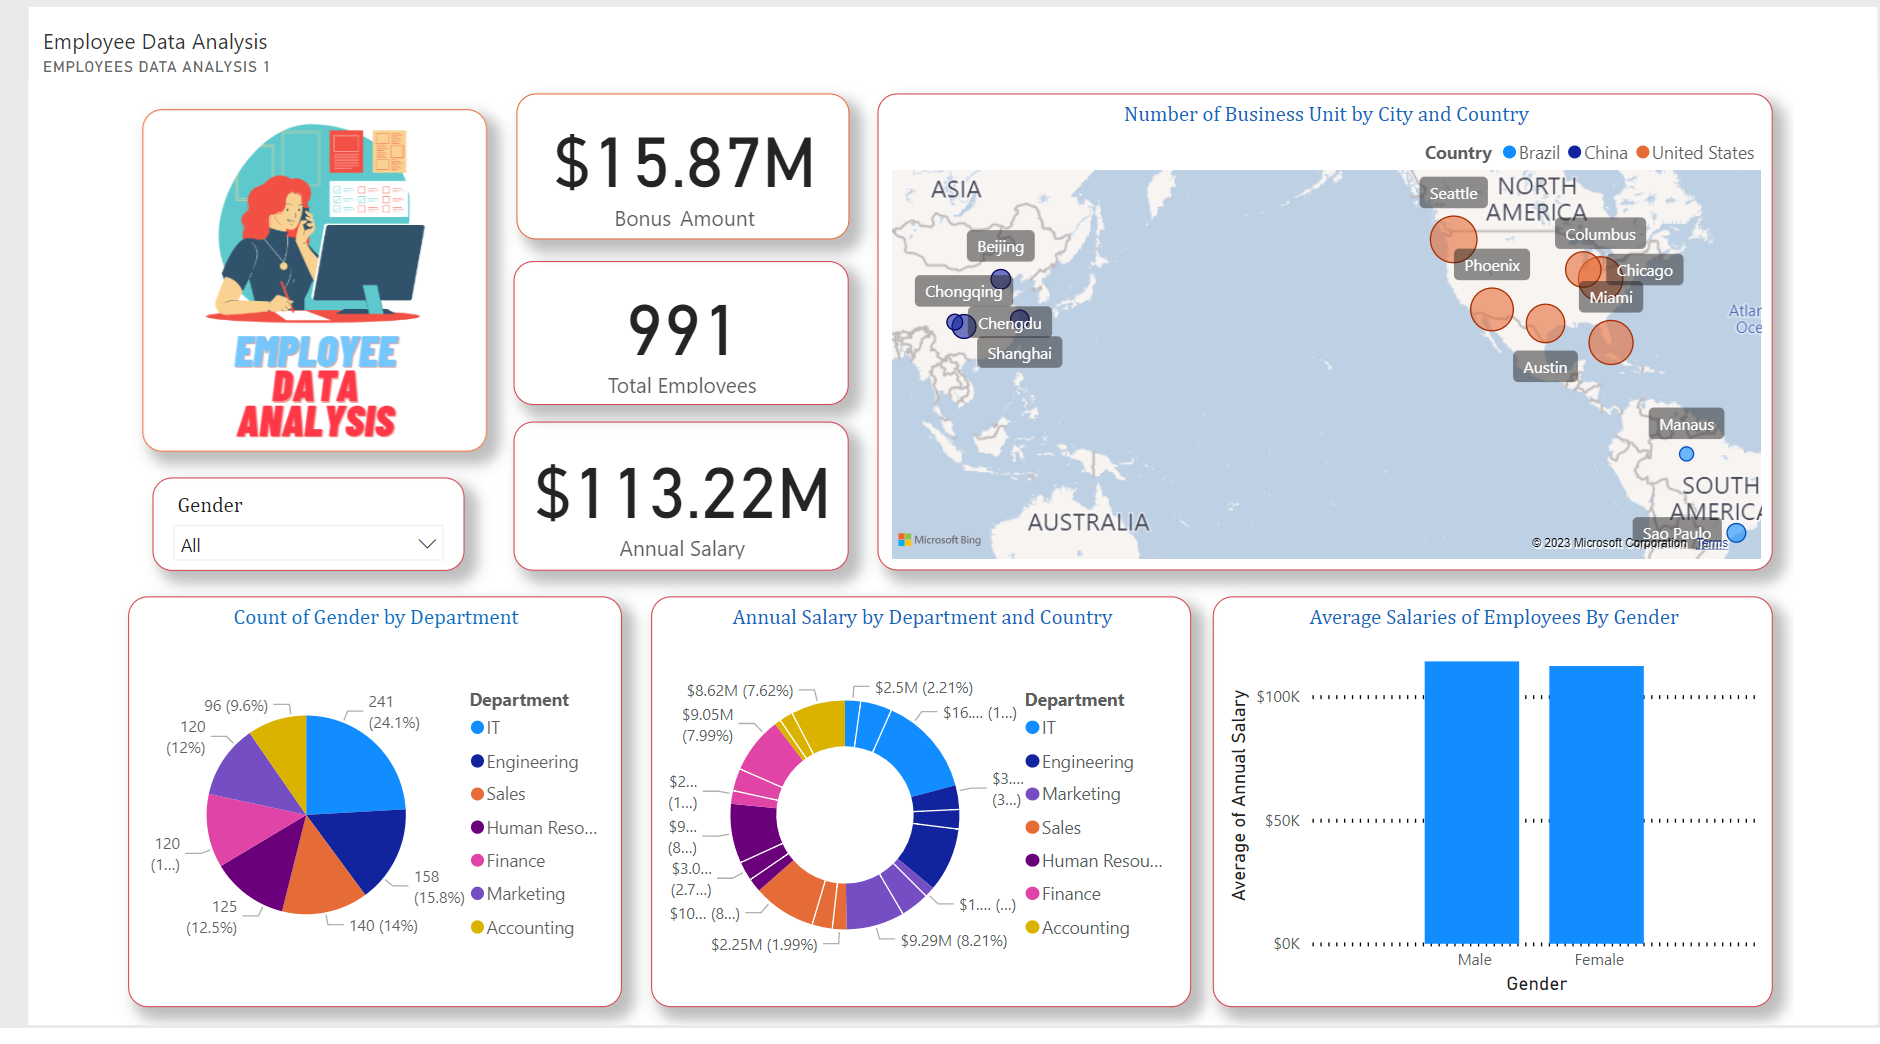 Employee Data Analysis
EMPLOYEES DATA ANALYSIS 1
EMPLOYEE
DATA
ANALYSIS
Gender
All
$15.87M
Bonus Amount
991
Total Employees
$113.22M
Annual Salary
Number of Business Unit by City and Country
Country Brazil China United States
ASIA
NORTH
AMERICA
Seattle
Columbus
Beijing
Phoenix
Chicago
Chongqing
Miami
Chengdu
Atlan
Oce
Shanghai
Austin
Manaus
SOUTH
AMERICA
AUSTRALIA
Sao Paulo
Microsoft Bing
© 2023 Microsoft Corporation Terms
Count of Gender by Department
241
(24.1%)
158
(15.8%)
140 (14%)
125
(12.5%)
120
(1...)
120
(12%)
96 (9.6%)
Department
IT
Engineering
Sales
Human Reso...
Finance
Marketing
Accounting
Annual Salary by Department and Country
$2.5M (2.21%)
$16.... (1...)
$3....
(3...)
$1.... (...)
$9.29M (8.21%)
$2.25M (1.99%)
$10... (8...)
$3.0...
(2.7...)
$9...
(8...)
$2...
(1...)
$9.05M
(7.99%)
$8.62M (7.62%)
Department
IT
Engineering
Marketing
Sales
Human Resou...
Finance
Accounting
Average Salaries of Employees By Gender
Average of Annual Salary
$100K
$50K
$0K
Male
Female
Gender